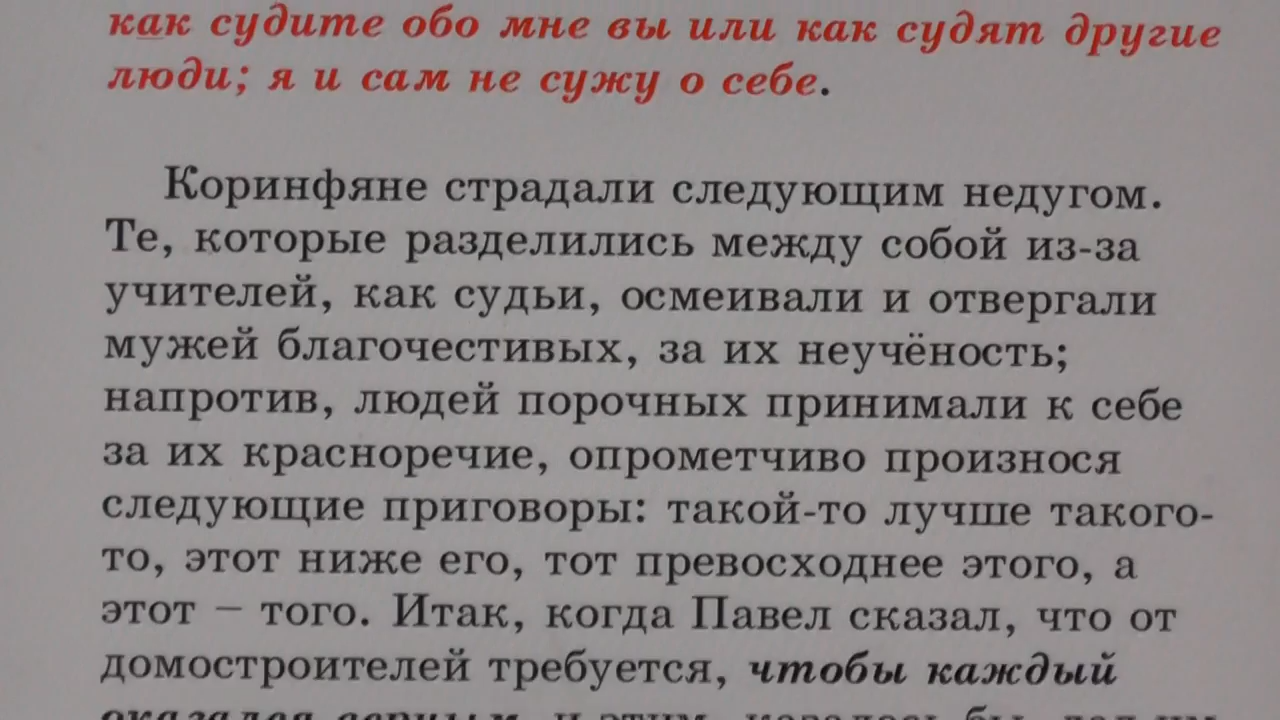 как судите обо мне вы или как судят другие
люди; я и сам не сужу о себе.
Коринфяне страдали следующим недугом.
Те, которые разделились между собой из-за
учителей, как судьи, осмеивали и отвергали
мужей благочестивых, за их неучёность;
напротив, людей порочных принимали к себе
за их красноречие, опрометчиво произнося
следующие приговоры: такой-то лучше такого-
то, этот ниже его, тот превосходнее этого, а
этот – того. Итак, когда Павел сказал, что от
домостроителей требуется, чтобы каждый